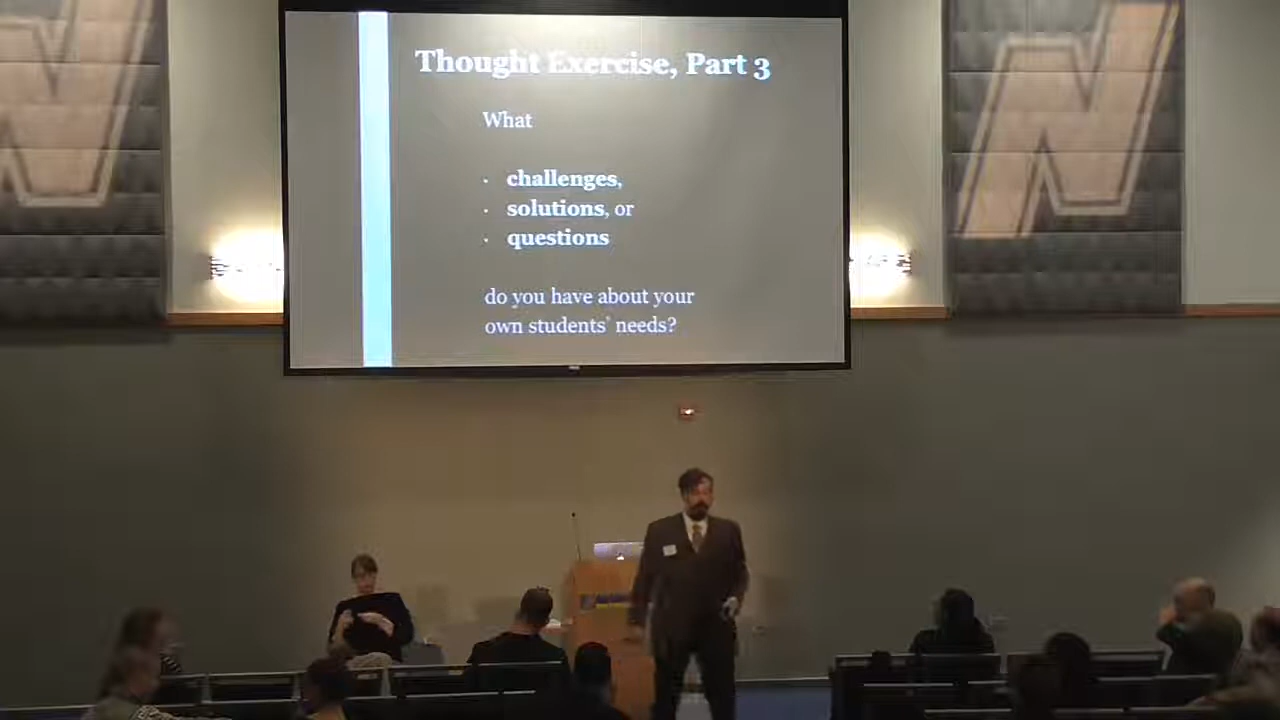 Thought Exercise, Part 3
What
· challenges,
· solutions, or
· questions
do you have about your
own students' needs?
N
N